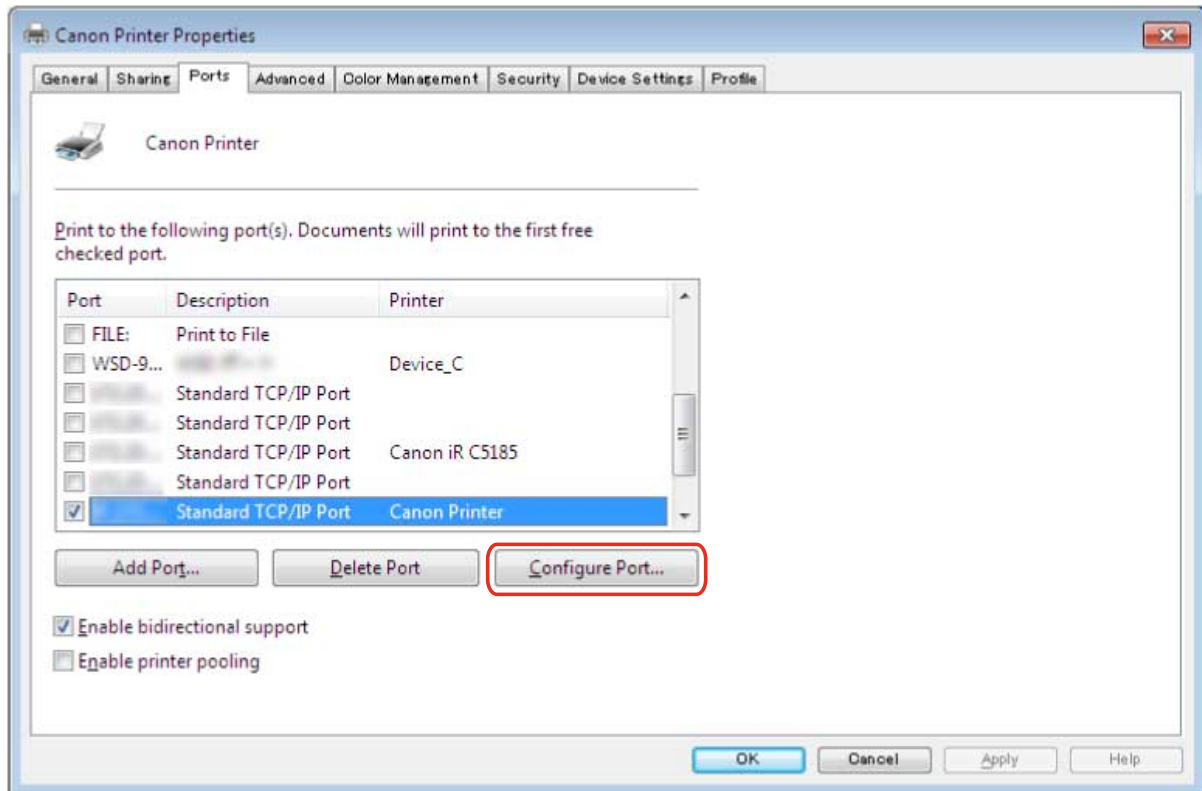 Canon Printer Properties
General Sharing Ports Advanced Color Management Security Device Settings Profile
Canon Printer
Print to the following port(s). Documents will print to the first free
checked port.
Port Description Printer
FILE: Print to File
WSD-9... Device_C
Standard TCP/IP Port
Standard TCP/IP Port
Standard TCP/IP Port Canon iR C5185
Standard TCP/IP Port
Standard TCP/IP Port Canon Printer
Add Port... Delete Port Configure Port...
Enable bidirectional support
Enable printer pooling
OK Cancel Apply Help